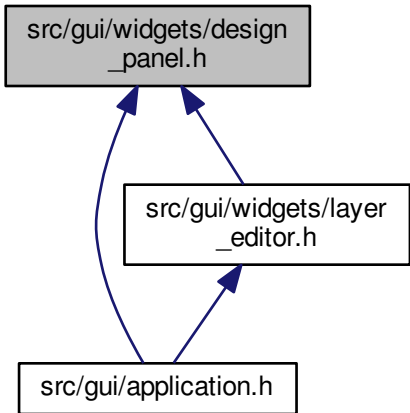 src/gui/widgets/design
_panel.h
src/gui/widgets/layer
_editor.h
src/gui/application.h